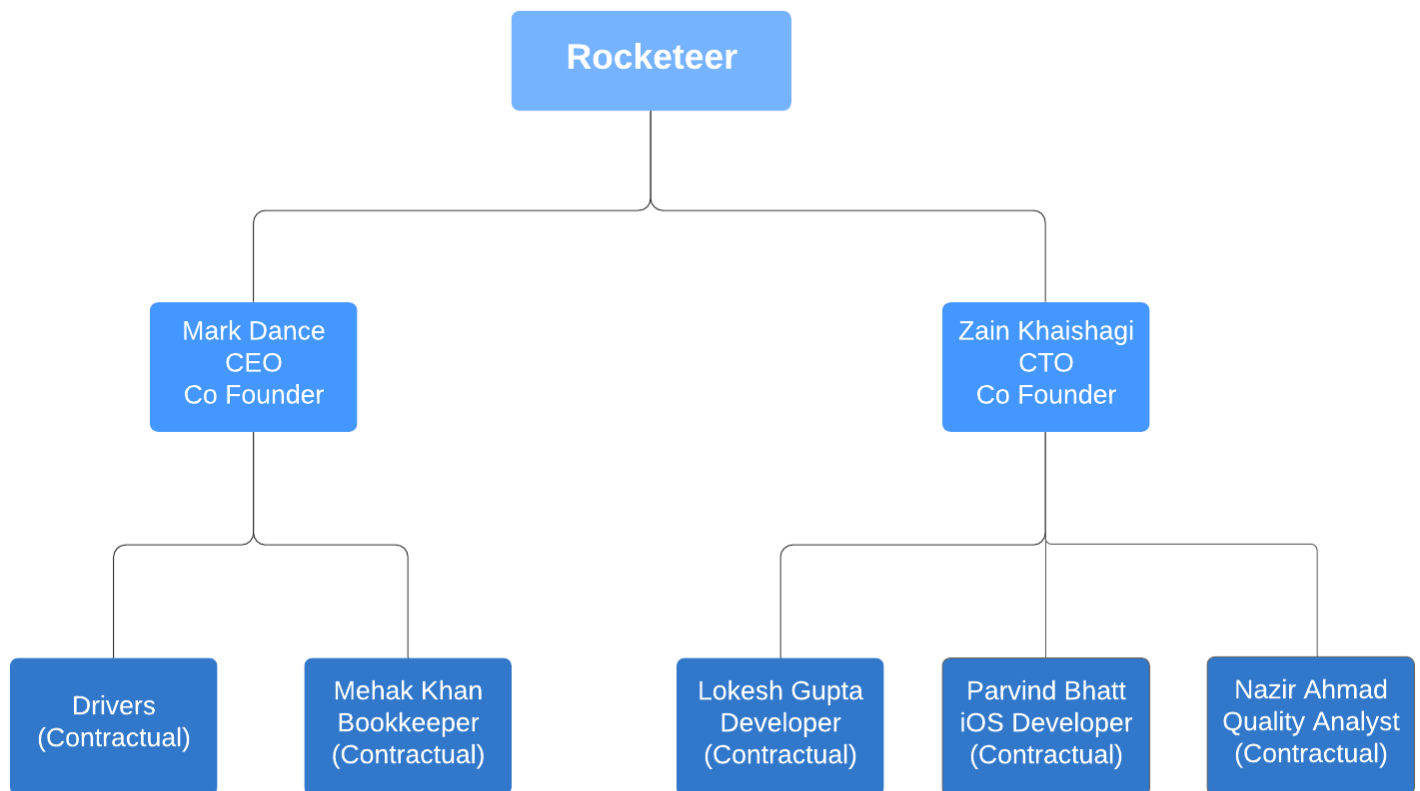 Rocketeer
Mark Dance
CEO
Co Founder
Zain Khaishagi
CTO
Co Founder
Drivers
(Contractual)
Mehak Khan
Bookkeeper
(Contractual)
Lokesh Gupta
Developer
(Contractual)
Parvind Bhatt
iOS Developer
(Contractual)
Nazir Ahmad
Quality Analyst
(Contractual)